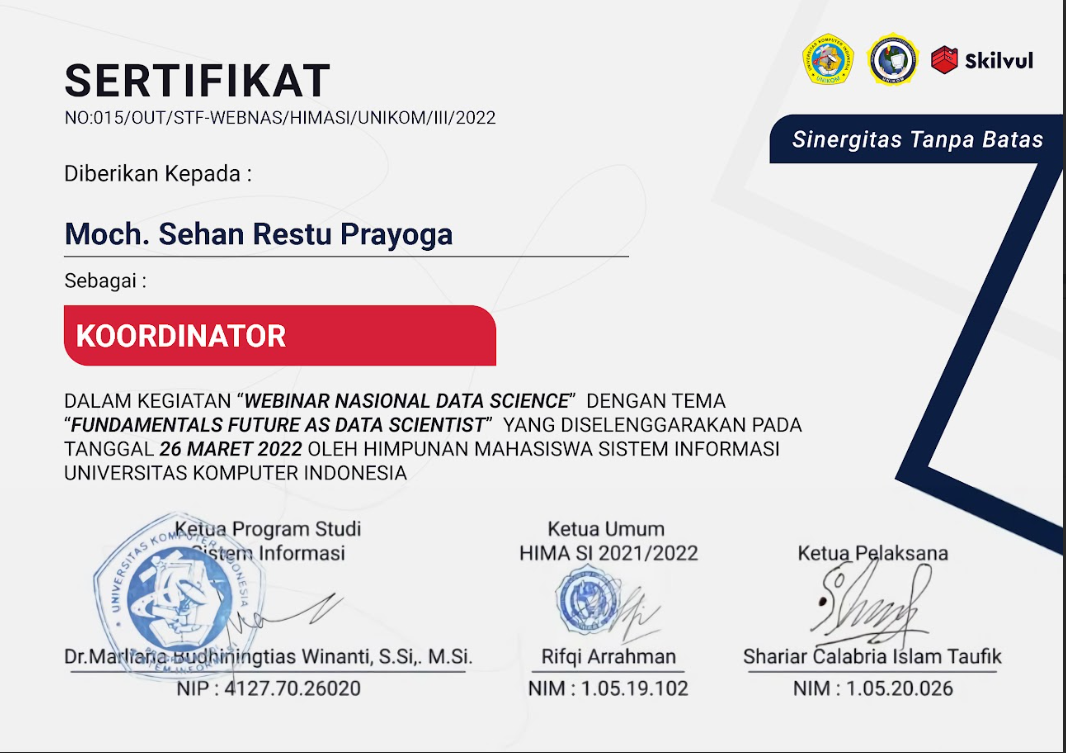 Skilvul
SERTIFIKAT
NO:015/OUT/STF-WEBNAS/HIMASI/UNIKOM/III/2022
Sinergitas Tanpa Batas
Diberikan Kepada :
Moch. Sehan Restu Prayoga
Sebagai :
KOORDINATOR
DALAM KEGIATAN “WEBINAR NASIONAL DATA SCIENCE” DENGAN TEMA
“FUNDAMENTALS FUTURE AS DATA SCIENTIST” YANG DISELENGGARAKAN PADA
TANGGAL 26 MARET 2022 OLEH HIMPUNAN MAHASISWA SISTEM INFORMASI
UNIVERSITAS KOMPUTER INDONESIA
Ketua Program Studi
Sistem Informasi
UNIVERSITAS KOMPUTER INDONESIA
Dr.Marliana Budhiningtias Winanti, S.Si,. M.Si.
NIP : 4127.70.26020
Ketua Umum
HIMA SI 2021/2022
Rifqi Arrahman
NIM : 1.05.19.102
Ketua Pelaksana
Shariar Calabria Islam Taufik
NIM : 1.05.20.026